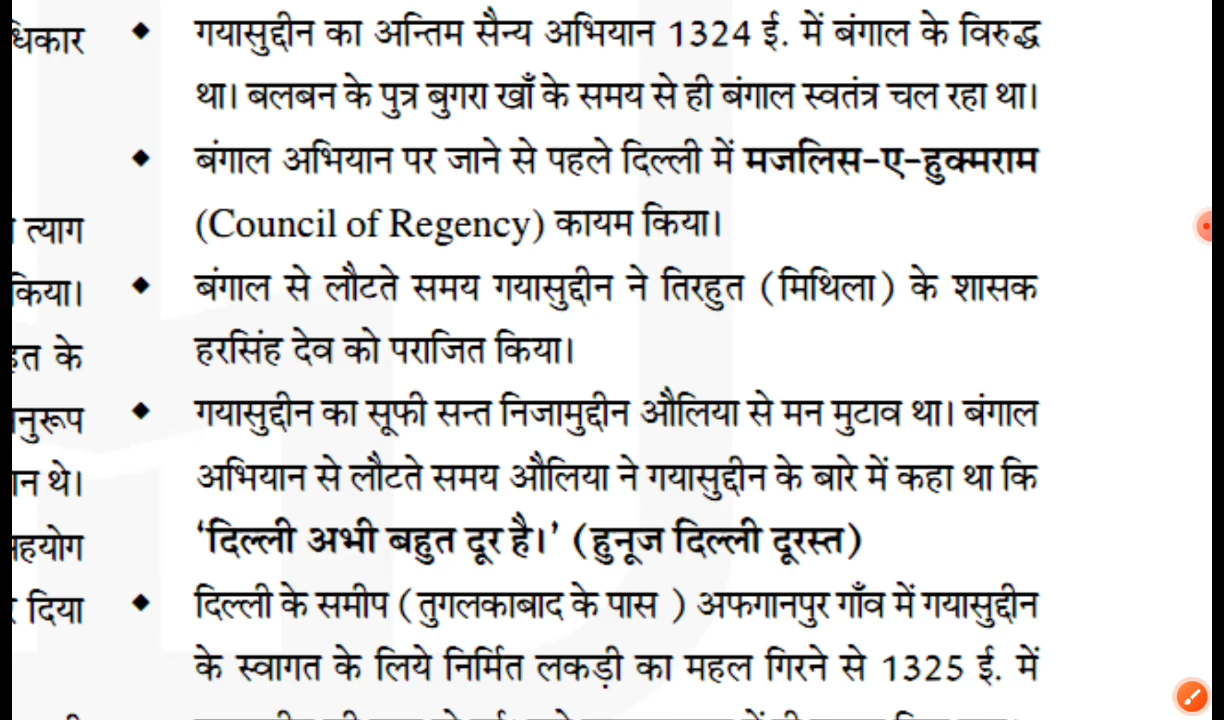 धिकार
त्याग
किया।
हत के
नुरूप
ान थे।
हयोग
दिया
◆ गयासुद्दीन का अन्तिम सैन्य अभियान 1324 ई. में बंगाल के विरुद्ध
था। बलबन के पुत्र बुगरा खाँ के समय से ही बंगाल स्वतंत्र चल रहा था।
◆ बंगाल अभियान पर जाने से पहले दिल्ली में मजलिस-ए-हुक्मराम
(Council of Regency) कायम किया।
◆ बंगाल से लौटते समय गयासुद्दीन ने तिरहुत (मिथिला) के शासक
हरसिंह देव को पराजित किया।
◆ गयासुद्दीन का सूफी सन्त निजामुद्दीन औलिया से मन मुटाव था। बंगाल
अभियान से लौटते समय औलिया ने गयासुद्दीन के बारे में कहा था कि
‘दिल्ली अभी बहुत दूर है।’ (हुनूज दिल्ली दूरस्त)
◆ दिल्ली के समीप (तुगलकाबाद के पास ) अफगानपुर गाँव में गयासुद्दीन
के स्वागत के लिये निर्मित लकड़ी का महल गिरने से 1325 ई. में